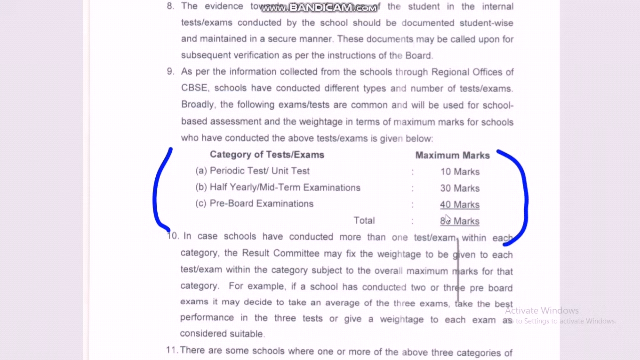 www.BANDICAM.com
8. The evidence of the student in the internal
tests/exams conducted by the school should be documented student-wise
and maintained in a secure manner. These documents may be called upon for
subsequent verification as per the instructions of the Board.
9. As per the information collected from the schools through Regional Offices of
CBSE, schools have conducted different types and number of tests/exams.
Broadly, the following exams/tests are common and will be used for school-
based assessment and the weightage in terms of maximum marks for schools
who have conducted the above tests/exams is given below:
Category of Tests/Exams Maximum Marks
(a) Periodic Test/ Unit Test : 10 Marks
(b) Half Yearly/Mid-Term Examinations : 30 Marks
(c) Pre-Board Examinations : 40 Marks
Total : 80 Marks
10. In case schools have conducted more than one test/exam within each
category, the Result Committee may fix the weightage to be given to each
test/exam within the category subject to the overall maximum marks for that
category. For example, if a school has conducted two or three pre board
exams it may decide to take an average of the three exams, take the best
performance in the three tests or give a weightage to each exam as
considered suitable.
11. There are some schools where one or more of the above three categories of
Activate Windows
to Settings to activate Windows.